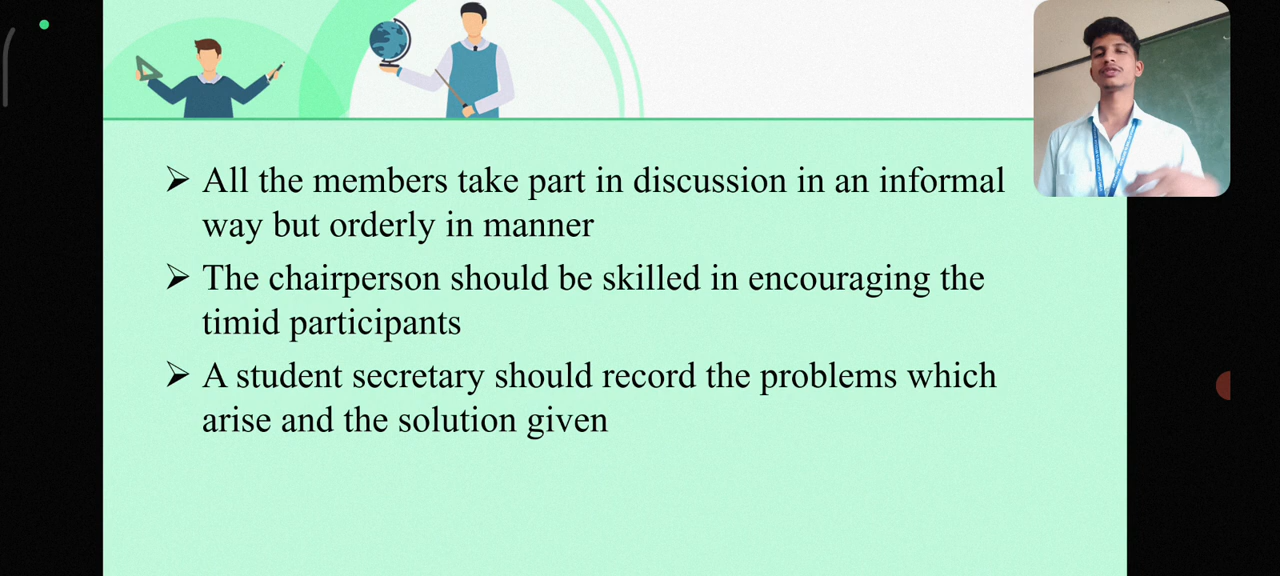 ➢ All the members take part in discussion in an informal
way but orderly in manner
➢ The chairperson should be skilled in encouraging the
timid participants
➢ A student secretary should record the problems which
arise and the solution given